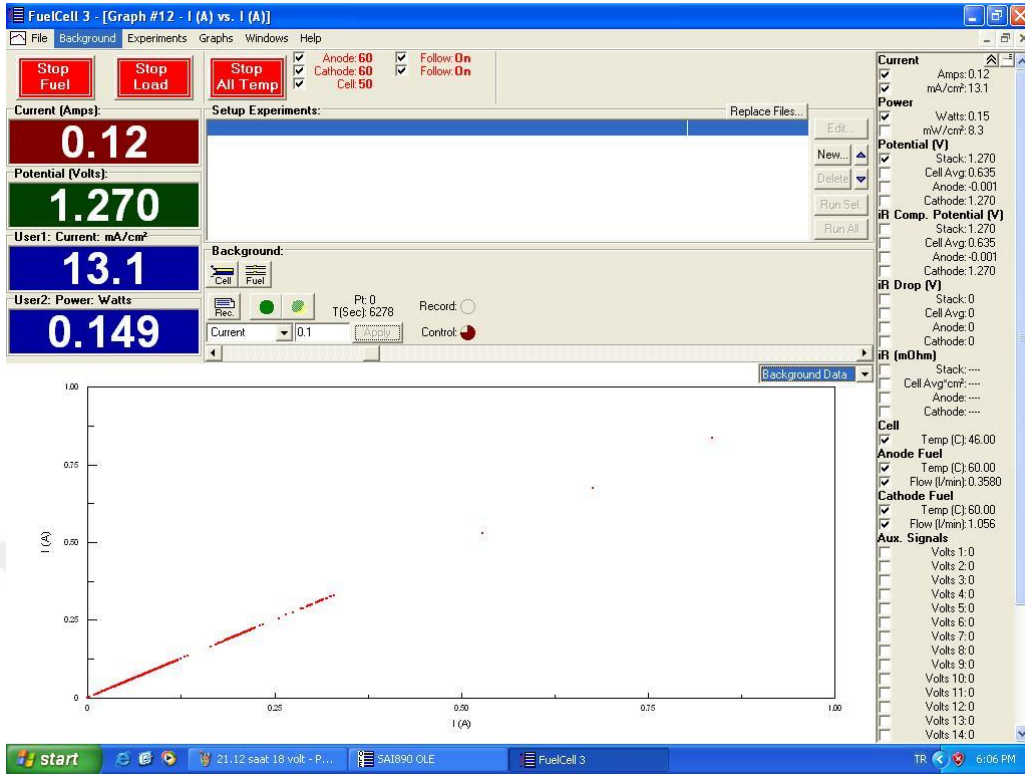 FuelCell 3 - [Graph #12 - I (A) vs. I (A)]
File Background Experiments Graphs Windows Help
Stop Fuel
Stop Load
Stop All Temp
Anode: 60
Cathode: 60
Cell: 50
Follow: On
Follow: On
Current (Amps):
0.12
Potential (Volts):
1.270
User1: Current: mA/cm²
13.1
User2: Power: Watts
0.149
Setup Experiments:
Replace Files...
Edit...
New...
Delete
Run Sel
Run All
Background:
Cell
Fuel
Rec.
Pt: 0
T(Sec): 6278
Record:
Current
0.1
Apply
Control:
Background Data
1.00
0.75
0.50
0.25
0
I (A)
0
0.25
0.50
0.75
1.00
I (A)
Current
Amps: 0.12
mA/cm²: 13.1
Power
Watts: 0.15
mW/cm²: 8.3
Potential (V)
Stack: 1.270
Cell Avg: 0.635
Anode: -0.001
Cathode: 1.270
iR Comp. Potential (V)
Stack: 1.270
Cell Avg: 0.635
Anode: -0.001
Cathode: 1.270
iR Drop (V)
Stack: 0
Cell Avg: 0
Anode: 0
Cathode: 0
iR (mOhm)
Stack: ----
Cell Avg*cm²: ----
Anode: ----
Cathode: ----
Cell
Temp (C): 46.00
Anode Fuel
Temp (C): 60.00
Flow (l/min): 0.3580
Cathode Fuel
Temp (C): 60.00
Flow (l/min): 1.056
Aux. Signals
Volts 1: 0
Volts 2: 0
Volts 3: 0
Volts 4: 0
Volts 5: 0
Volts 6: 0
Volts 7: 0
Volts 8: 0
Volts 9: 0
Volts 10: 0
Volts 11: 0
Volts 12: 0
Volts 13: 0
Volts 14: 0
start
21.12 saat 18 volt - P...
SAI890 OLE
FuelCell 3
TR
6:06 PM